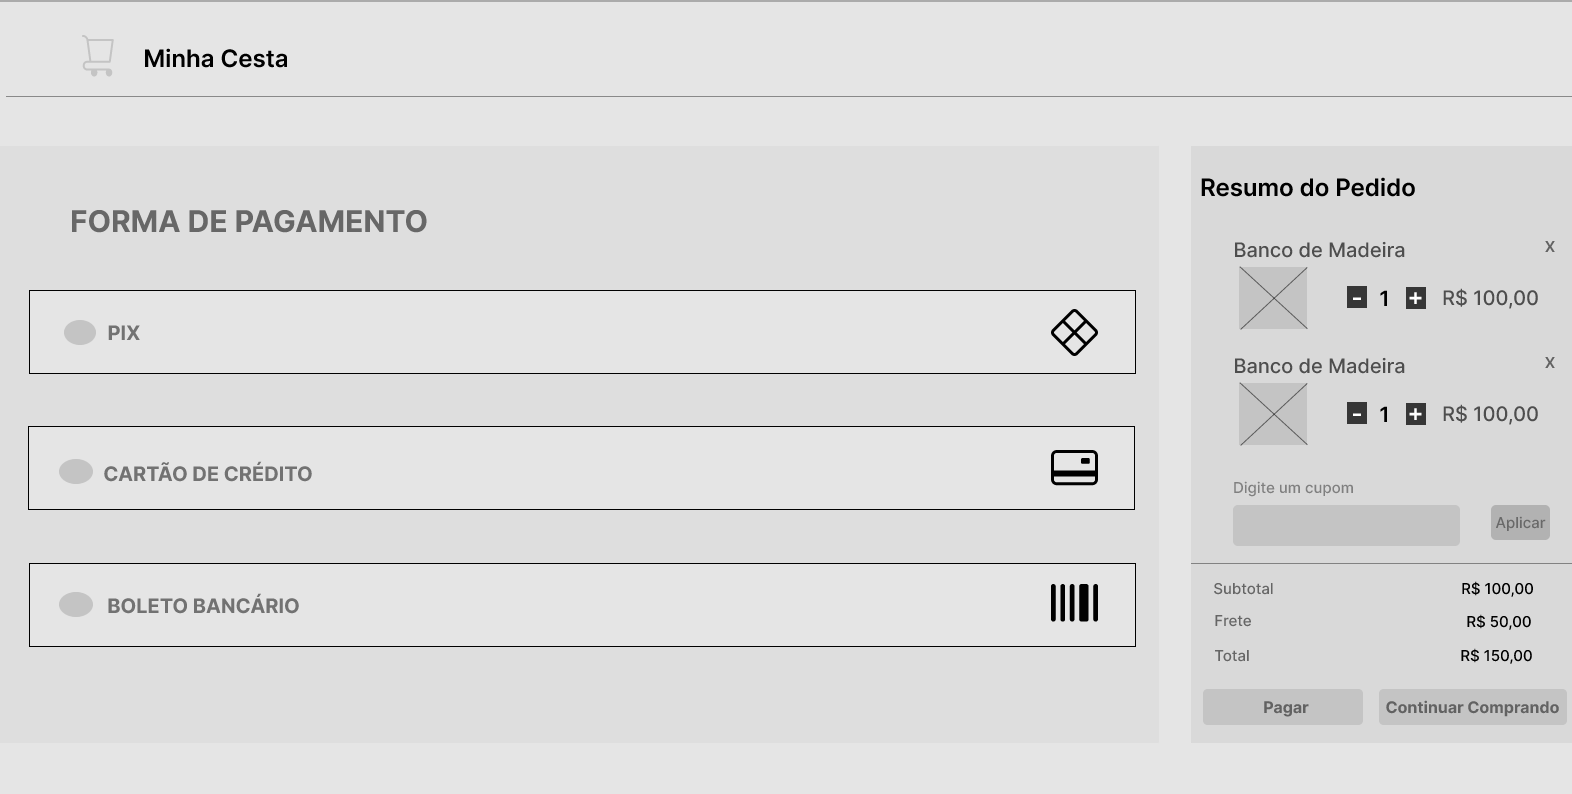 Minha Cesta
FORMA DE PAGAMENTO
PIX
CARTÃO DE CRÉDITO
BOLETO BANCÁRIO
Resumo do Pedido
Banco de Madeira X
- 1 + R$ 100,00
Banco de Madeira X
- 1 + R$ 100,00
Digite um cupom
Aplicar
Subtotal R$ 100,00
Frete R$ 50,00
Total R$ 150,00
Pagar Continuar Comprando